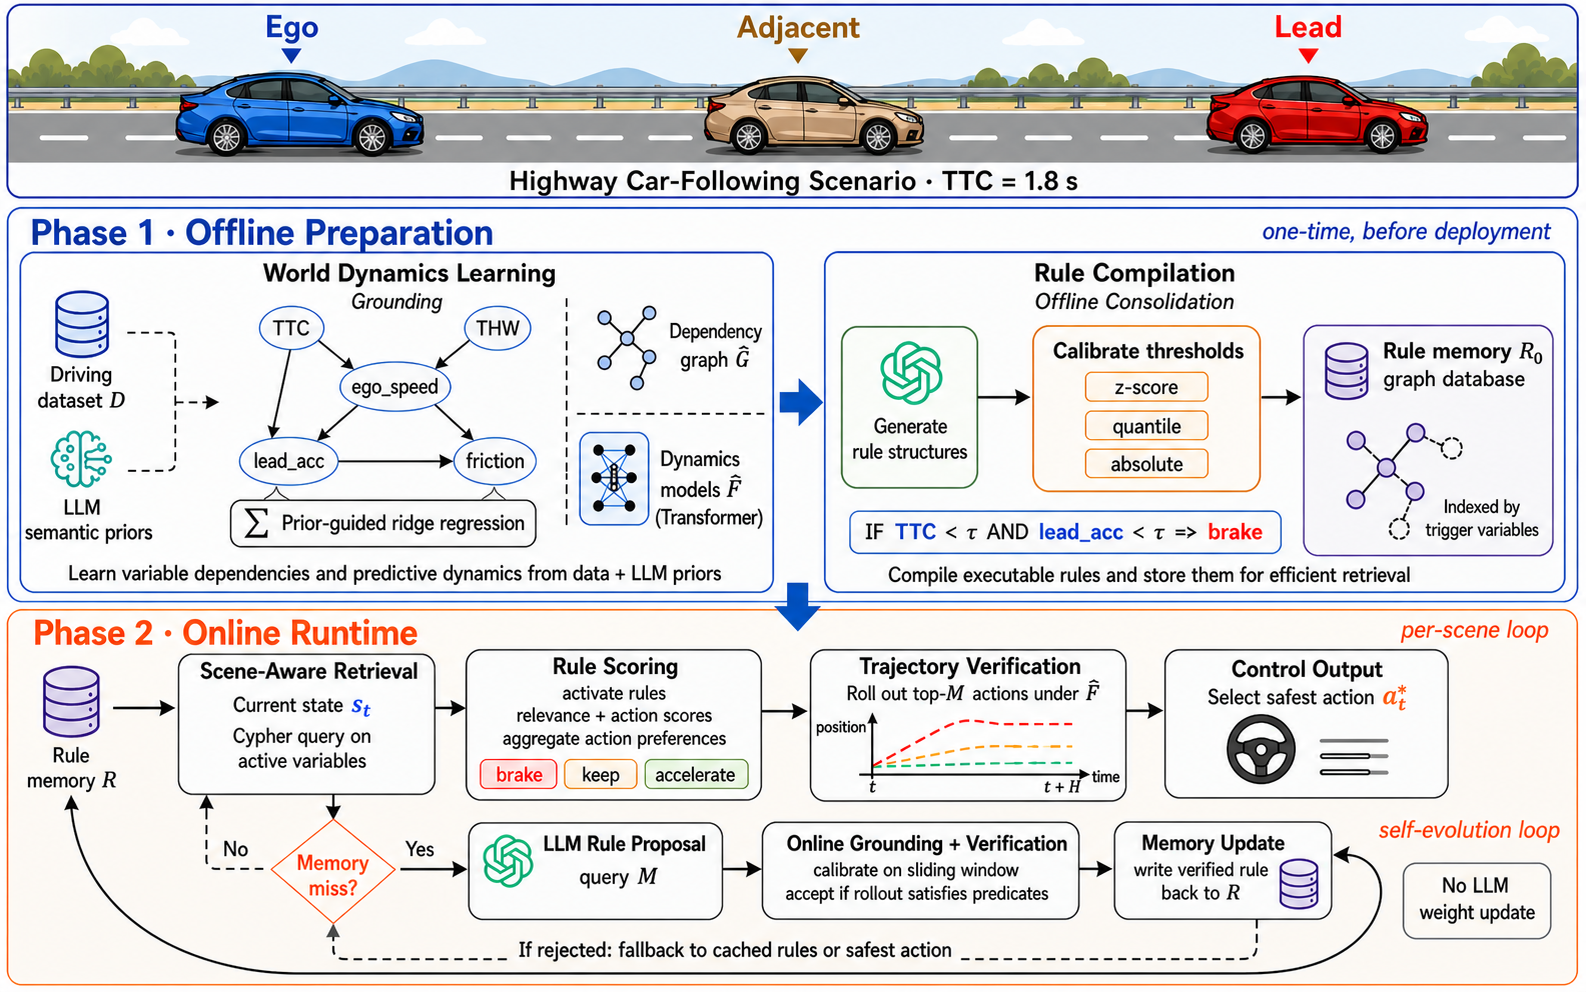 Ego
Adjacent
Lead
Highway Car-Following Scenario · TTC = 1.8 s
Phase 1 · Offline Preparation
one-time, before deployment
World Dynamics Learning
Grounding
Driving
dataset D
LLM
semantic priors
TTC
THW
ego_speed
lead_acc
friction
∑ Prior-guided ridge regression
Dependency
graph Ĝ
Dynamics
models F̂
(Transformer)
Learn variable dependencies and predictive dynamics from data + LLM priors
Rule Compilation
Offline Consolidation
Generate
rule structures
Calibrate thresholds
z-score
quantile
absolute
Rule memory R₀
graph database
Indexed by
trigger variables
IF TTC < τ AND lead_acc < τ => brake
Compile executable rules and store them for efficient retrieval
Phase 2 · Online Runtime
per-scene loop
Rule
memory R
Scene-Aware Retrieval
Current state sₜ
Cypher query on
active variables
Rule Scoring
activate rules
relevance + action scores
aggregate action preferences
brake
keep
accelerate
Trajectory Verification
Roll out top-M actions under F̂
position
time
t
t + H
Control Output
Select safest action aₜ*
self-evolution loop
No
Memory
miss?
Yes
LLM Rule Proposal
query M
Online Grounding + Verification
calibrate on sliding window
accept if rollout satisfies predicates
Memory Update
write verified rule
back to R
No LLM
weight update
If rejected: fallback to cached rules or safest action